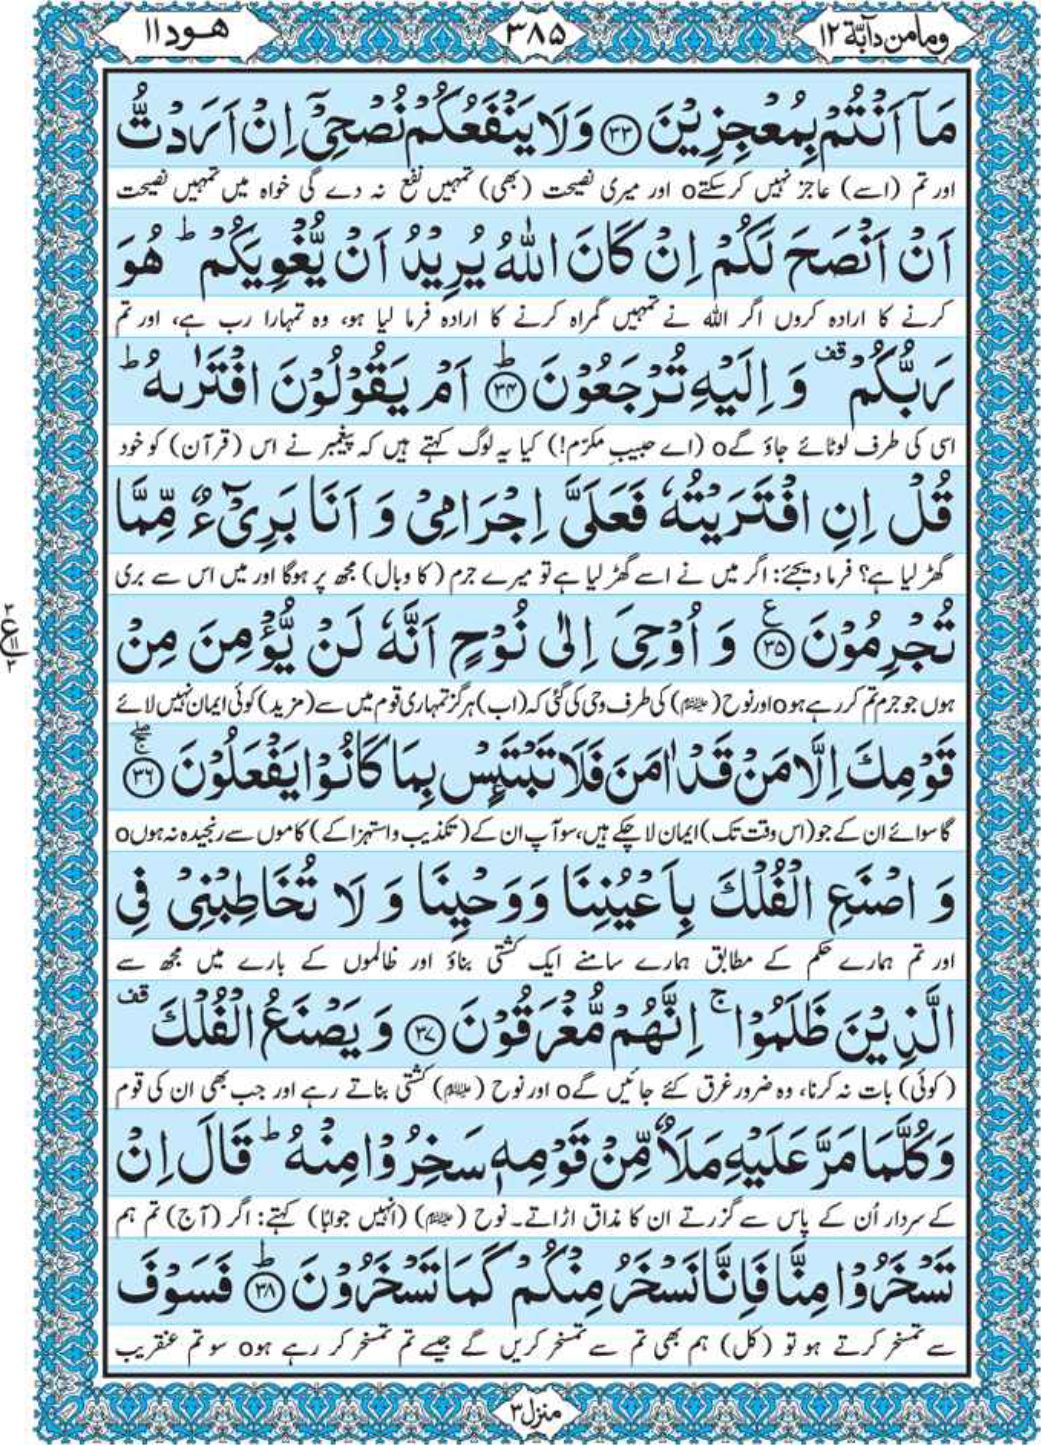 وما من دآبة ١٢
٣٨۵
هود ١١
مَآ اَنْتُمْ بِمُعْجِزِيْنَ ﴿٣٣﴾ وَلَا يَنْفَعُكُمْ نُصْحِيْۤ اِنْ اَرَدْتُّ
اور تم (اسے) عاجز نہیں کرسکتےo اور میری نصیحت (بھی) تمہیں نفع نہ دے گی خواہ میں تمہیں نصیحت
اَنْ اَنْصَحَ لَكُمْ اِنْ كَانَ اللّٰهُ يُرِيْدُ اَنْ يُّغْوِيَكُمْ ؕ هُوَ
کرنے کا ارادہ کروں اگر اللہ نے تمہیں گمراہ کرنے کا ارادہ فرما لیا ہو، وہ تمہارا رب ہے، اور تم
رَبُّكُمْ قف وَ اِلَيْهِ تُرْجَعُوْنَ ؕ﴿٣۴﴾ اَمْ يَقُوْلُوْنَ افْتَرٰىهُ ؕ
اسی کی طرف لوٹائے جاؤ گےo (اے حبیبِ مکرّم!) کیا یہ لوگ کہتے ہیں کہ پیغمبر نے اس (قرآن) کو خود
قُلْ اِنِ افْتَرَيْتُهٗ فَعَلَيَّ اِجْرَامِيْ وَ اَنَا بَرِيْٓءٌ مِّمَّا
گھڑ لیا ہے؟ فرما دیجئے: اگر میں نے اسے گھڑ لیا ہے تو میرے جرم (کا وبال) مجھ پر ہوگا اور میں اس سے بری
تُجْرِمُوْنَ ﴿٣۵﴾ ع وَ اُوْحِيَ اِلٰى نُوْحٍ اَنَّهٗ لَنْ يُّؤْمِنَ مِنْ
٣ ع ١١ ٣
ہوں جو جرم تم کر رہے ہوo اور نوح (علیہ السلام) کی طرف وحی کی گئی کہ (اب) ہرگز تمہاری قوم میں سے (مزید) کوئی ایمان نہیں لائے
قَوْمِكَ اِلَّا مَنْ قَدْ اٰمَنَ فَلَا تَبْتَئِسْ بِمَا كَانُوْا يَفْعَلُوْنَ ۚۖ﴿٣٦﴾
گا سوائے ان کے جو (اس وقت تک) ایمان لا چکے ہیں، سو آپ ان کے (تکذیب و استہزا کے) کاموں سے رنجیدہ نہ ہوںo
وَ اصْنَعِ الْفُلْكَ بِاَعْيُنِنَا وَوَحْيِنَا وَ لَا تُخَاطِبْنِيْ فِي
اور تم ہمارے حکم کے مطابق ہمارے سامنے ایک کشتی بناؤ اور ظالموں کے بارے میں مجھ سے
الَّذِيْنَ ظَلَمُوْا ۚ اِنَّهُمْ مُّغْرَقُوْنَ ﴿٣٧﴾ وَ يَصْنَعُ الْفُلْكَ قف
(کوئی) بات نہ کرنا، وہ ضرور غرق کئے جائیں گےo اور نوح (علیہ السلام) کشتی بناتے رہے اور جب بھی ان کی قوم
وَكُلَّمَا مَرَّ عَلَيْهِ مَلَاٌ مِّنْ قَوْمِهٖ سَخِرُوْا مِنْهُ ؕ قَالَ اِنْ
کے سردار اُن کے پاس سے گزرتے ان کا مذاق اڑاتے۔ نوح (علیہ السلام) (انہیں جواباً) کہتے: اگر (آج) تم ہم
تَسْخَرُوْا مِنَّا فَاِنَّا نَسْخَرُ مِنْكُمْ كَمَا تَسْخَرُوْنَ ؕ﴿٣٨﴾ فَسَوْفَ
سے تمسخر کرتے ہو تو (کل) ہم بھی تم سے تمسخر کریں گے جیسے تم تمسخر کر رہے ہوo سو تم عنقریب
منزل ٣